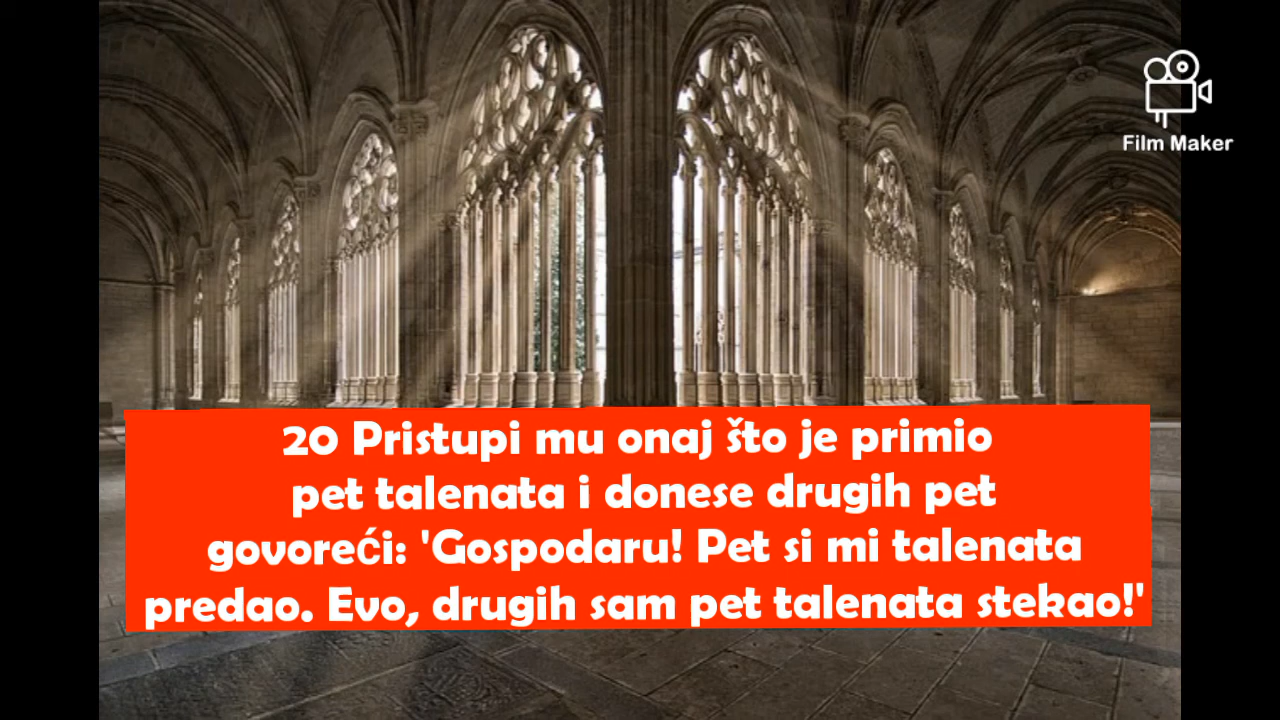 Film Maker
20 Pristupi mu onaj što je primio
pet talenata i donese drugih pet
govoreći: 'Gospodaru! Pet si mi talenata
predao. Evo, drugih sam pet talenata stekao!'